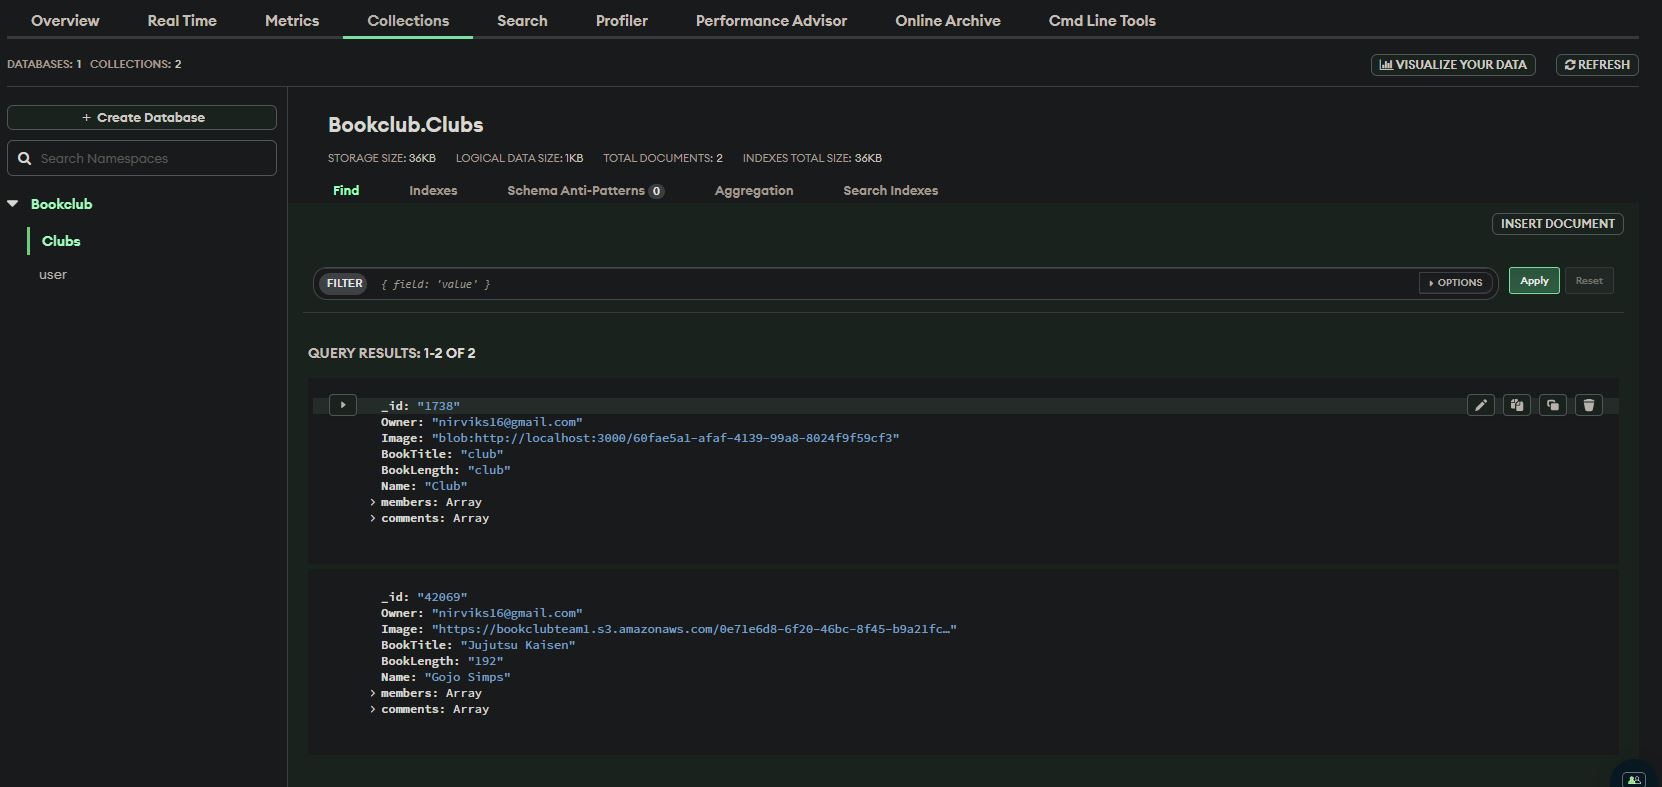 Overview Real Time Metrics Collections Search Profiler Performance Advisor Online Archive Cmd Line Tools
DATABASES: 1 COLLECTIONS: 2
VISUALIZE YOUR DATA
REFRESH
+ Create Database
Search Namespaces
Bookclub
Clubs
user
Bookclub.Clubs
STORAGE SIZE: 36KB LOGICAL DATA SIZE: 1KB TOTAL DOCUMENTS: 2 INDEXES TOTAL SIZE: 36KB
Find Indexes Schema Anti-Patterns 0 Aggregation Search Indexes
INSERT DOCUMENT
FILTER { field: 'value' } OPTIONS Apply Reset
QUERY RESULTS: 1-2 OF 2
_id: "1738"
Owner: "nirviks16@gmail.com"
Image: "blob:http://localhost:3000/60fae5a1-afaf-4139-99a8-8024f9f59cf3"
BookTitle: "club"
BookLength: "club"
Name: "Club"
members: Array
comments: Array
_id: "42069"
Owner: "nirviks16@gmail.com"
Image: "https://bookclubteam1.s3.amazonaws.com/0e71e6d8-6f20-46bc-8f45-b9a21fc…"
BookTitle: "Jujutsu Kaisen"
BookLength: "192"
Name: "Gojo Simps"
members: Array
comments: Array